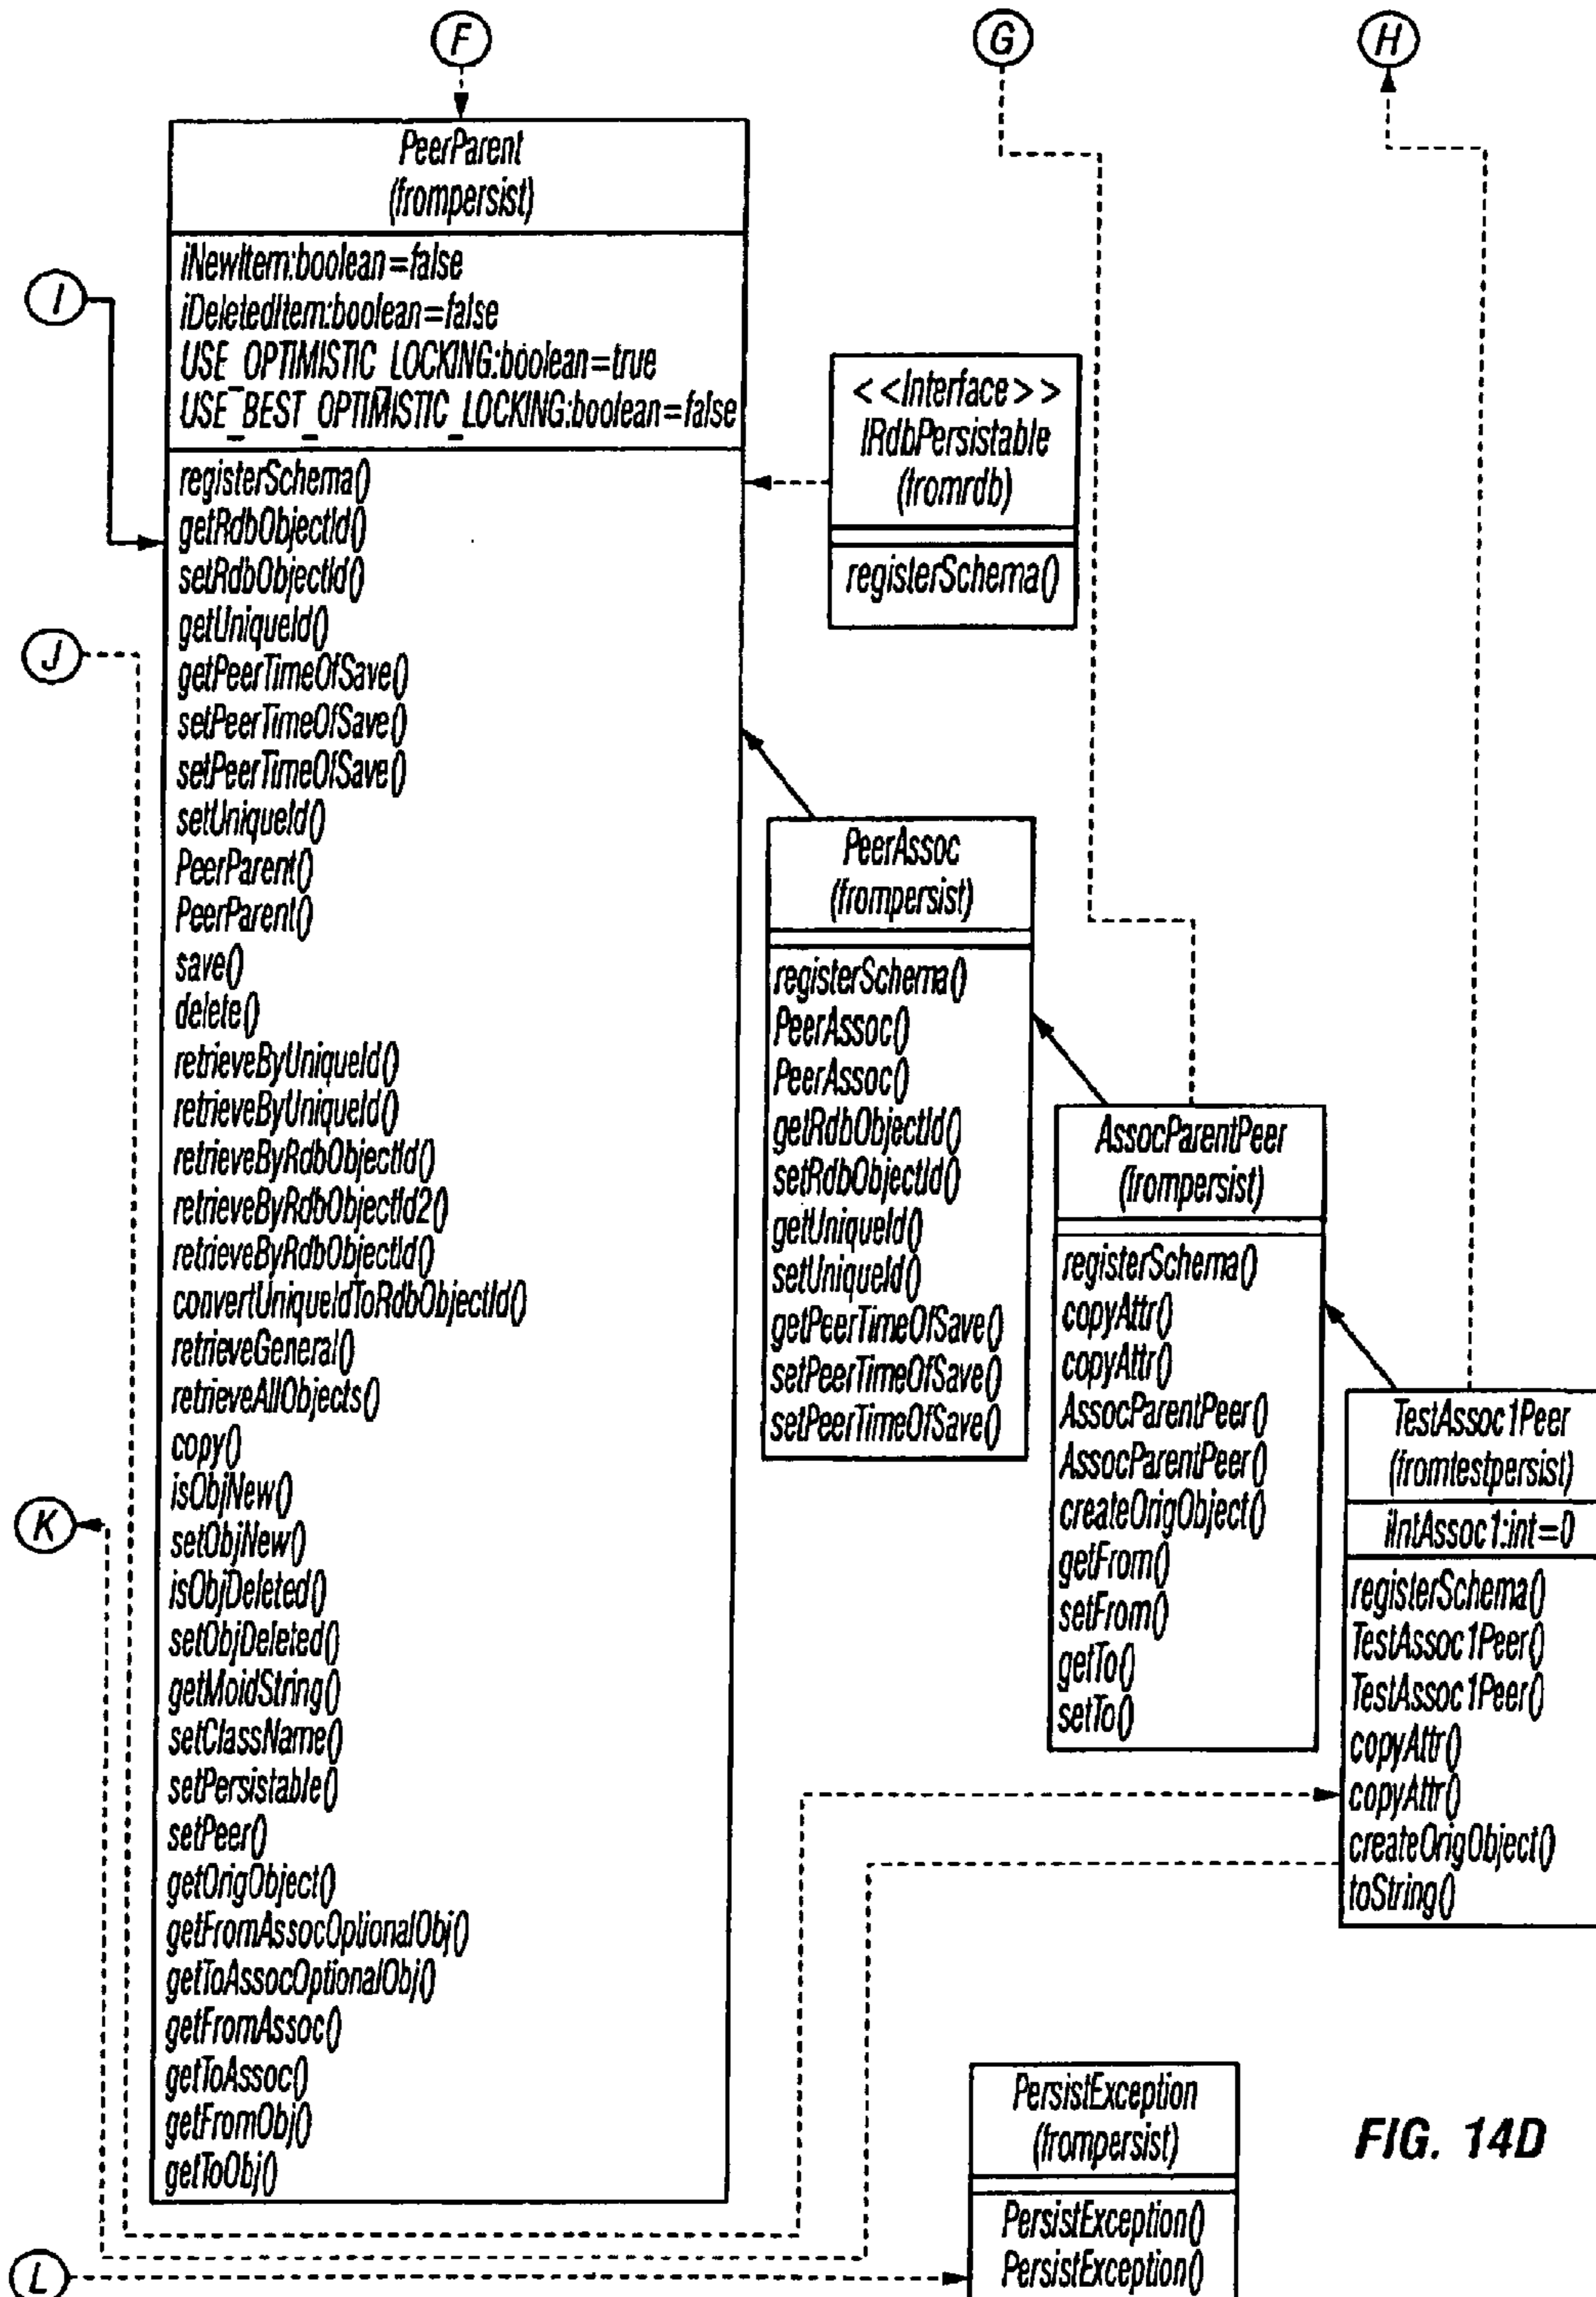 F
G
H
PeerParent
(frompersist)
iNewItem:boolean=false
iDeletedItem:boolean=false
USE_OPTIMISTIC_LOCKING:boolean=true
USE_BEST_OPTIMISTIC_LOCKING:boolean=false
registerSchema()
getRdbObjectId()
setRdbObjectId()
getUniqueId()
getPeerTimeOfSave()
setPeerTimeOfSave()
setPeerTimeOfSave()
setUniqueId()
PeerParent()
PeerParent()
save()
delete()
retrieveByUniqueId()
retrieveByUniqueId()
retrieveByRdbObjectId()
retrieveByRdbObjectId2()
retrieveByRdbObjectId()
convertUniqueIdToRdbObjectId()
retrieveGeneral()
retrieveAllObjects()
copy()
isObjNew()
setObjNew()
isObjDeleted()
setObjDeleted()
getMoidString()
setClassName()
setPersistable()
setPeer()
getOrigObject()
getFromAssocOptionalObj()
getToAssocOptionalObj()
getFromAssoc()
getToAssoc()
getFromObj()
getToObj()
I
J
K
L
<<Interface>>
IRdbPersistable
(fromrdb)
registerSchema()
PeerAssoc
(frompersist)
registerSchema()
PeerAssoc()
PeerAssoc()
getRdbObjectId()
setRdbObjectId()
getUniqueId()
setUniqueId()
getPeerTimeOfSave()
setPeerTimeOfSave()
setPeerTimeOfSave()
AssocParentPeer
(frompersist)
registerSchema()
copyAttr()
copyAttr()
AssocParentPeer()
AssocParentPeer()
createOrigObject()
getFrom()
setFrom()
getTo()
setTo()
TestAssoc1Peer
(fromtestpersist)
iIntAssoc1:int=0
registerSchema()
TestAssoc1Peer()
TestAssoc1Peer()
copyAttr()
copyAttr()
createOrigObject()
toString()
PersistException
(frompersist)
PersistException()
PersistException()
FIG. 14D